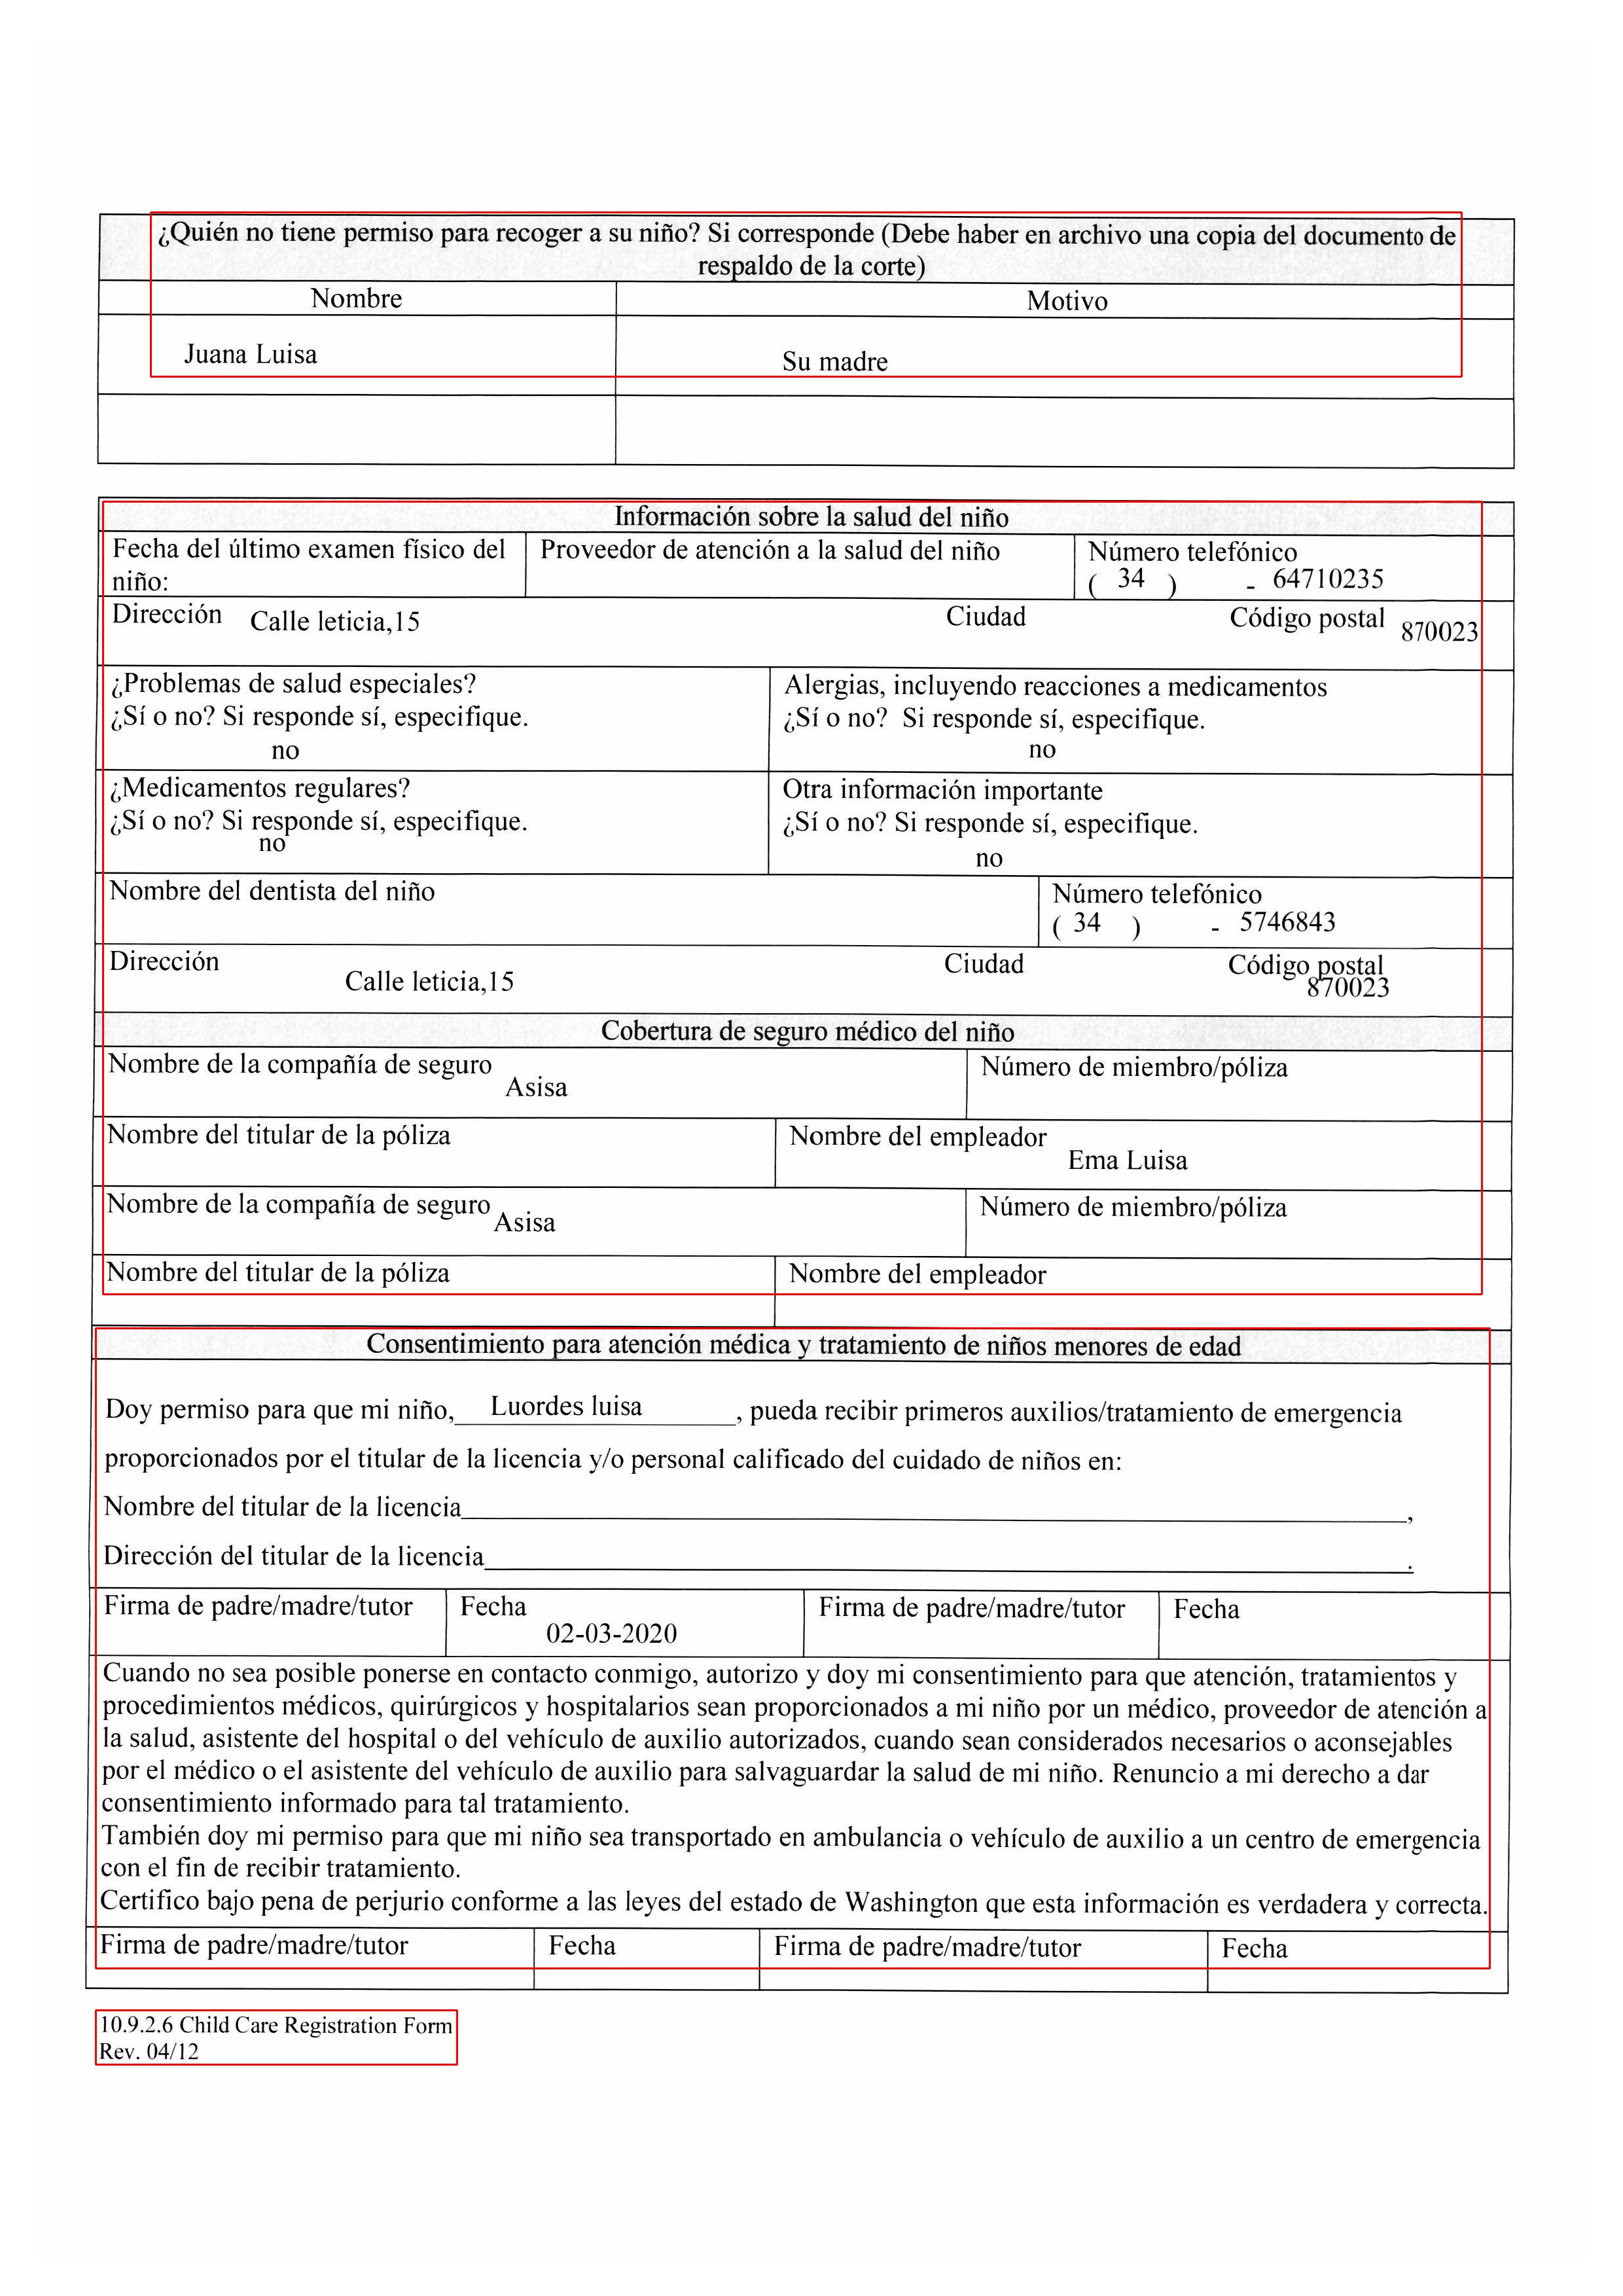 ¿Quién no tiene permiso para recoger a su niño? Si corresponde (Debe haber en archivo una copia del documento de
respaldo de la corte)
Nombre Motivo
Juana Luisa Su madre
Información sobre la salud del niño
Fecha del último examen físico del niño: Proveedor de atención a la salud del niño Número telefónico
( 34 ) - 64710235
Dirección Calle leticia,15 Ciudad Código postal 870023
¿Problemas de salud especiales? Alergias, incluyendo reacciones a medicamentos
¿Sí o no? Si responde sí, especifique. ¿Sí o no? Si responde sí, especifique.
no no
¿Medicamentos regulares? Otra información importante
¿Sí o no? Si responde sí, especifique. ¿Sí o no? Si responde sí, especifique.
no no
Nombre del dentista del niño Número telefónico
( 34 ) - 5746843
Dirección Calle leticia,15 Ciudad Código postal 870023
Cobertura de seguro médico del niño
Nombre de la compañía de seguro Asisa Número de miembro/póliza
Nombre del titular de la póliza Nombre del empleador Ema Luisa
Nombre de la compañía de seguro Asisa Número de miembro/póliza
Nombre del titular de la póliza Nombre del empleador
Consentimiento para atención médica y tratamiento de niños menores de edad
Doy permiso para que mi niño, Luordes luisa , pueda recibir primeros auxilios/tratamiento de emergencia
proporcionados por el titular de la licencia y/o personal calificado del cuidado de niños en:
Nombre del titular de la licencia ,
Dirección del titular de la licencia .
Firma de padre/madre/tutor Fecha Firma de padre/madre/tutor Fecha
02-03-2020
Cuando no sea posible ponerse en contacto conmigo, autorizo y doy mi consentimiento para que atención, tratamientos y
procedimientos médicos, quirúrgicos y hospitalarios sean proporcionados a mi niño por un médico, proveedor de atención a
la salud, asistente del hospital o del vehículo de auxilio autorizados, cuando sean considerados necesarios o aconsejables
por el médico o el asistente del vehículo de auxilio para salvaguardar la salud de mi niño. Renuncio a mi derecho a dar
consentimiento informado para tal tratamiento.
También doy mi permiso para que mi niño sea transportado en ambulancia o vehículo de auxilio a un centro de emergencia
con el fin de recibir tratamiento.
Certifico bajo pena de perjurio conforme a las leyes del estado de Washington que esta información es verdadera y correcta.
Firma de padre/madre/tutor Fecha Firma de padre/madre/tutor Fecha
10.9.2.6 Child Care Registration Form
Rev. 04/12